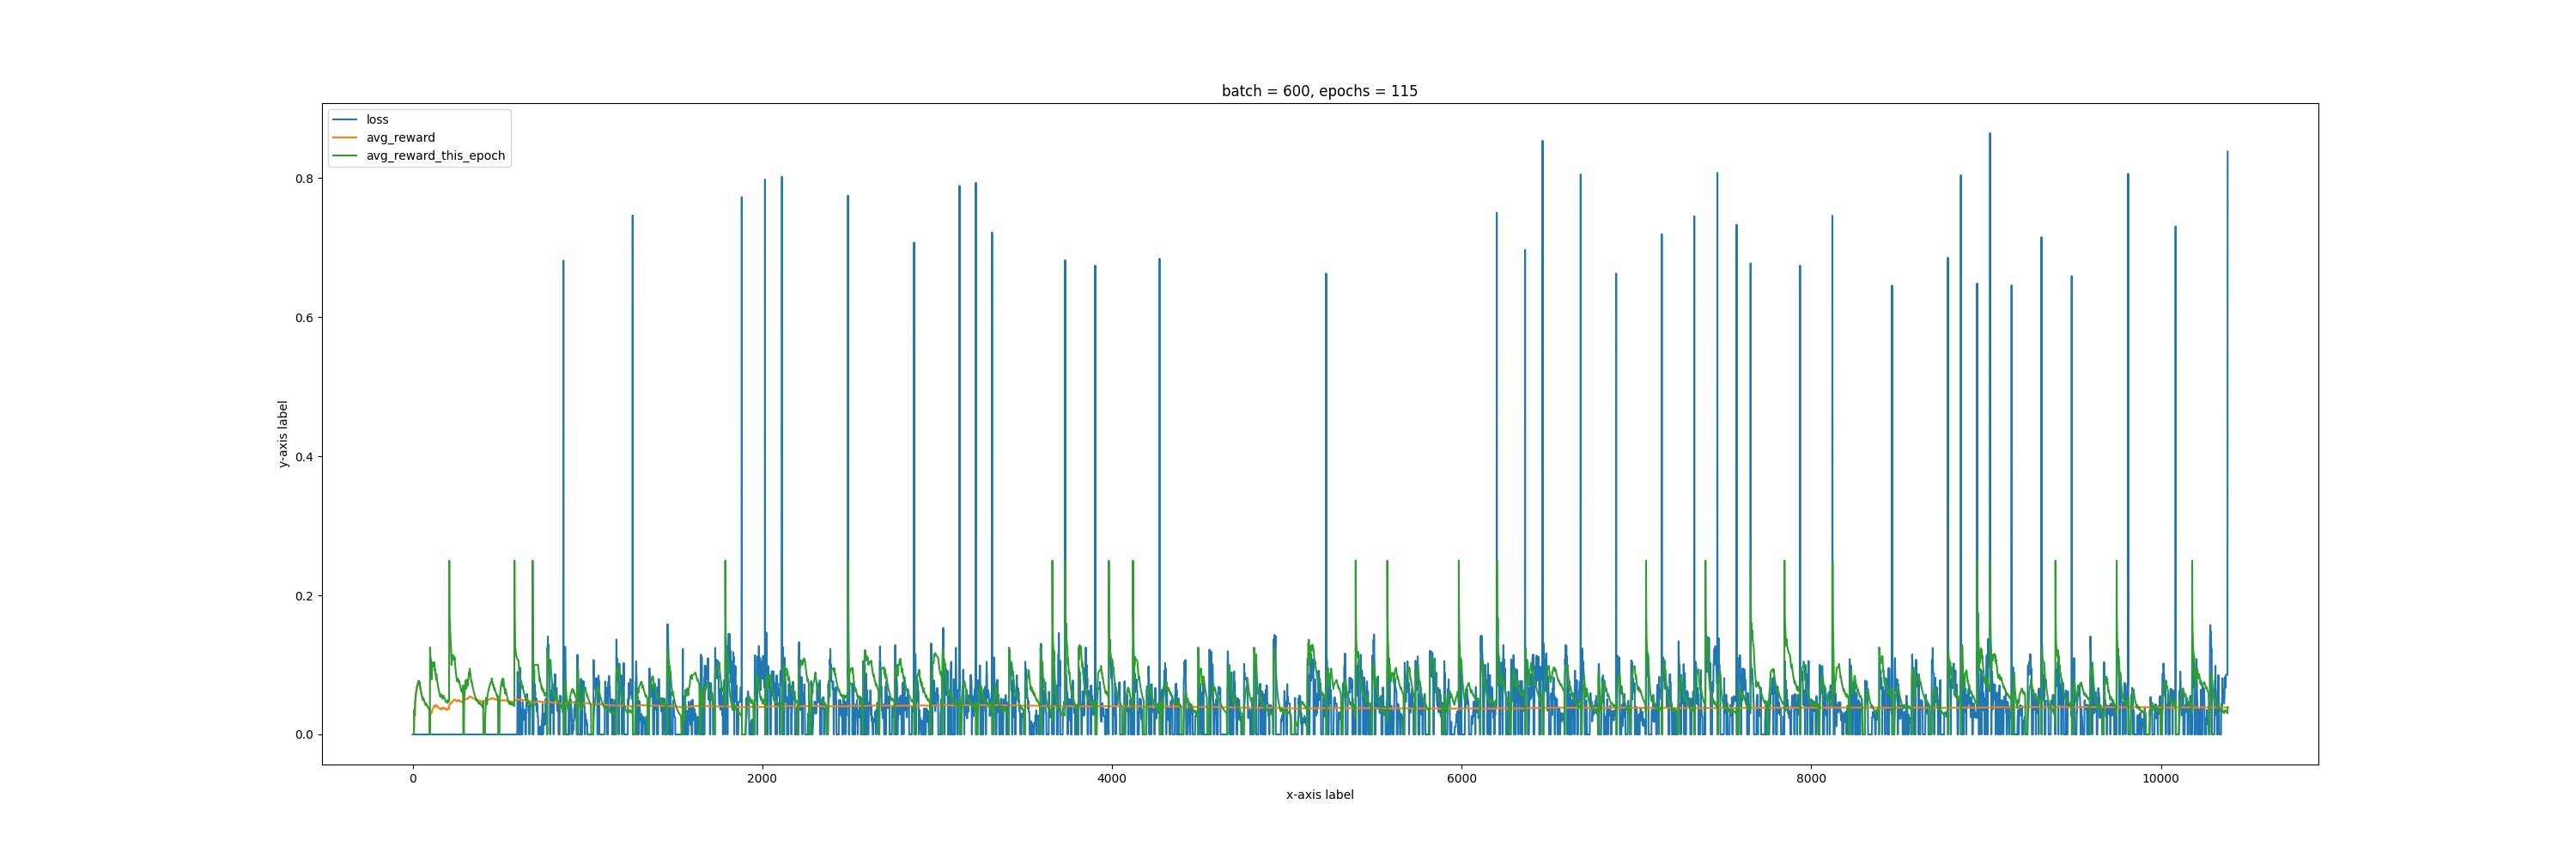 batch = 600, epochs = 115
loss
avg_reward
avg_reward_this_epoch
0.8
0.6
0.4
0.2
0.0
y-axis label
0 2000 4000 6000 8000 10000
x-axis label